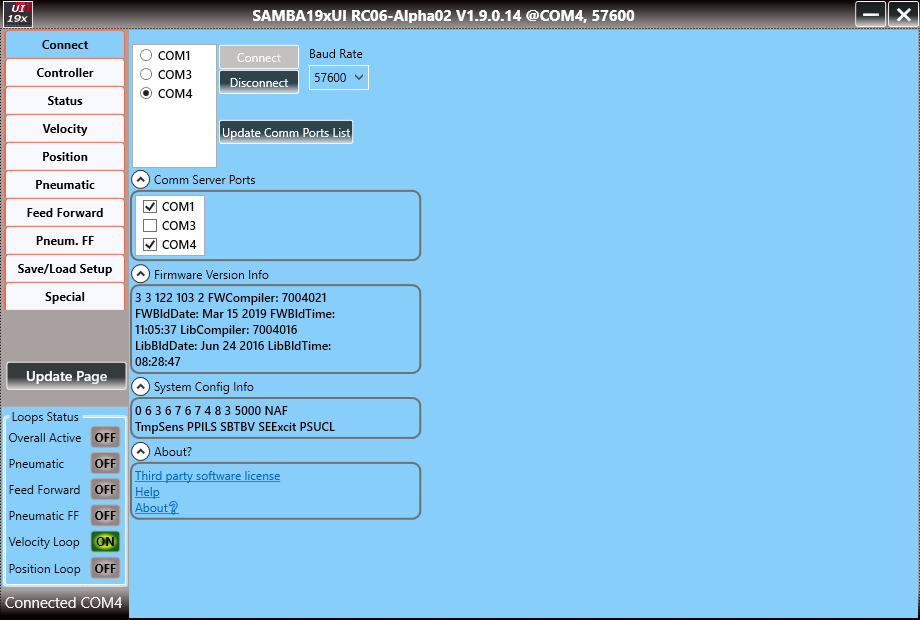 UI
19x
SAMBA19xUI RC06-Alpha02 V1.9.0.14 @COM4, 57600
Connect
Controller
Status
Velocity
Position
Pneumatic
Feed Forward
Pneum. FF
Save/Load Setup
Special
Update Page
Loops Status
Overall Active OFF
Pneumatic OFF
Feed Forward OFF
Pneumatic FF OFF
Velocity Loop ON
Position Loop OFF
Connected COM4
COM1
COM3
COM4
Connect
Disconnect
Baud Rate
57600
Update Comm Ports List
Comm Server Ports
COM1
COM3
COM4
Firmware Version Info
3 3 122 103 2 FWCompiler: 7004021
FWBldDate: Mar 15 2019 FWBldTime:
11:05:37 LibCompiler: 7004016
LibBldDate: Jun 24 2016 LibBldTime:
08:28:47
System Config Info
0 6 3 6 7 6 7 4 8 3 5000 NAF
TmpSens PPILS SBTBV SEExcit PSUCL
About?
Third party software license
Help
About?